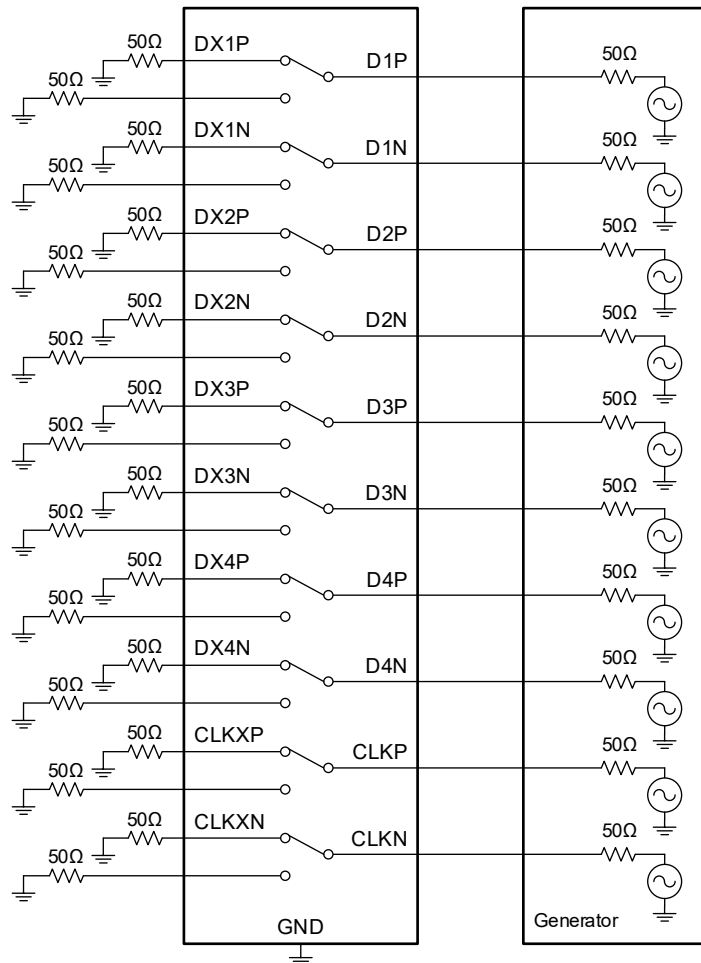 50Ω DX1P D1P 50Ω
50Ω
50Ω DX1N D1N 50Ω
50Ω
50Ω DX2P D2P 50Ω
50Ω
50Ω DX2N D2N 50Ω
50Ω
50Ω DX3P D3P 50Ω
50Ω
50Ω DX3N D3N 50Ω
50Ω
50Ω DX4P D4P 50Ω
50Ω
50Ω DX4N D4N 50Ω
50Ω
50Ω CLKXP CLKP 50Ω
50Ω
50Ω CLKXN CLKN 50Ω
50Ω
GND
Generator